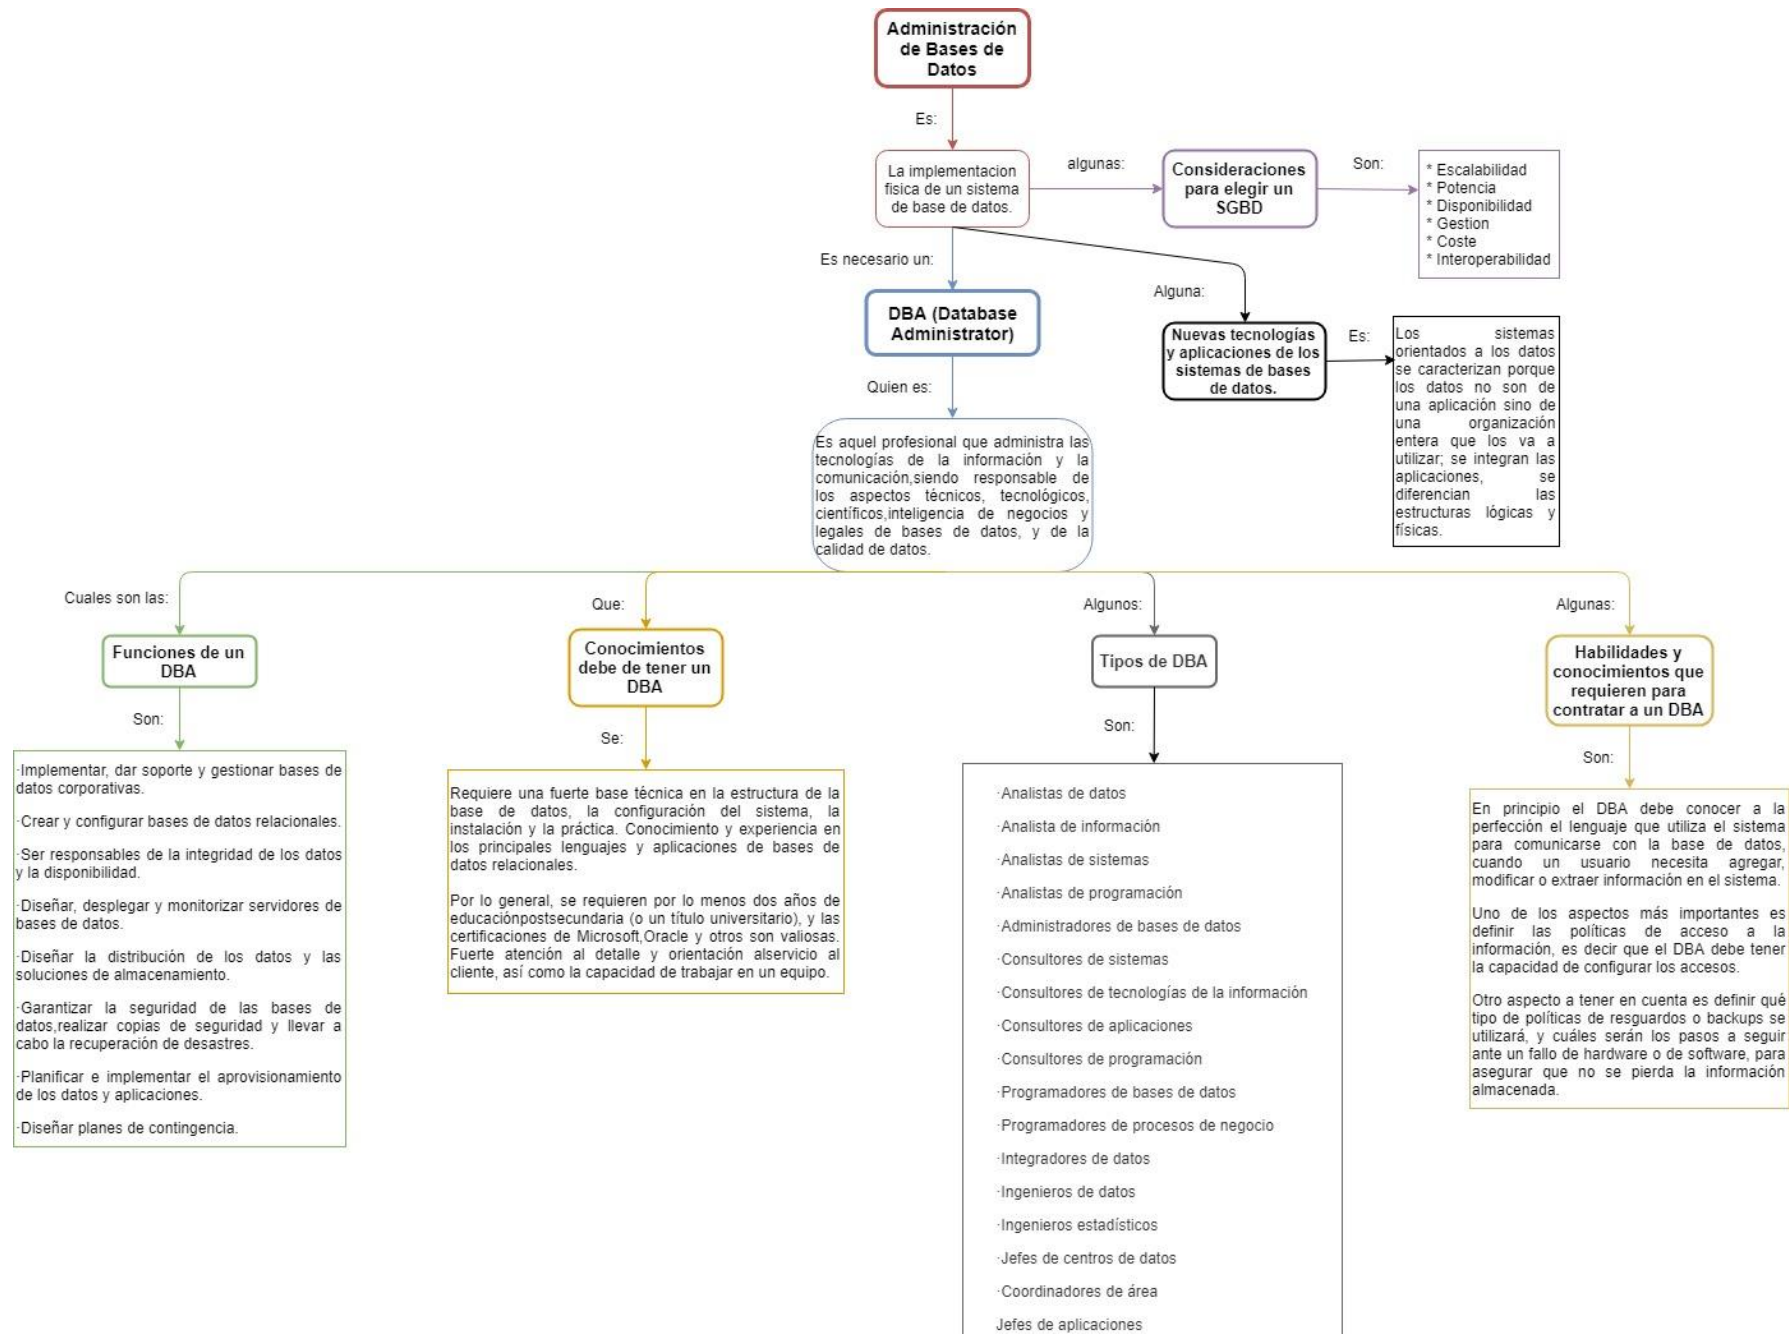 Administración
de Bases de
Datos
Es:
La implementacion
fisica de un sistema
de base de datos.
algunas:
Consideraciones
para elegir un
SGBD
Son:
* Escalabilidad
* Potencia
* Disponibilidad
* Gestion
* Coste
* Interoperabilidad
Es necesario un:
DBA (Database
Administrator)
Alguna:
Nuevas tecnologías
y aplicaciones de los
sistemas de bases
de datos.
Es:
Los sistemas
orientados a los datos
se caracterizan porque
los datos no son de
una aplicación sino de
una organización
entera que los va a
utilizar; se integran las
aplicaciones, se
diferencian las
estructuras lógicas y
físicas.
Quien es:
Es aquel profesional que administra las
tecnologías de la información y la
comunicación,siendo responsable de
los aspectos técnicos, tecnológicos,
científicos,inteligencia de negocios y
legales de bases de datos, y de la
calidad de datos.
Cuales son las:
Funciones de un
DBA
Son:
·Implementar, dar soporte y gestionar bases de
datos corporativas.
·Crear y configurar bases de datos relacionales.
·Ser responsables de la integridad de los datos
y la disponibilidad.
·Diseñar, desplegar y monitorizar servidores de
bases de datos.
·Diseñar la distribución de los datos y las
soluciones de almacenamiento.
·Garantizar la seguridad de las bases de
datos,realizar copias de seguridad y llevar a
cabo la recuperación de desastres.
·Planificar e implementar el aprovisionamiento
de los datos y aplicaciones.
·Diseñar planes de contingencia.
Que:
Conocimientos
debe de tener un
DBA
Se:
Requiere una fuerte base técnica en la estructura de la
base de datos, la configuración del sistema, la
instalación y la práctica. Conocimiento y experiencia en
los principales lenguajes y aplicaciones de bases de
datos relacionales.
Por lo general, se requieren por lo menos dos años de
educaciónpostsecundaria (o un título universitario), y las
certificaciones de Microsoft,Oracle y otros son valiosas.
Fuerte atención al detalle y orientación alservicio al
cliente, así como la capacidad de trabajar en un equipo.
Algunos:
Tipos de DBA
Son:
·Analistas de datos
·Analista de información
·Analistas de sistemas
·Analistas de programación
·Administradores de bases de datos
·Consultores de sistemas
·Consultores de tecnologías de la información
·Consultores de aplicaciones
·Consultores de programación
·Programadores de bases de datos
·Programadores de procesos de negocio
·Integradores de datos
·Ingenieros de datos
·Ingenieros estadísticos
·Jefes de centros de datos
·Coordinadores de área
Jefes de aplicaciones
Algunas:
Habilidades y
conocimientos que
requieren para
contratar a un DBA
Son:
En principio el DBA debe conocer a la
perfección el lenguaje que utiliza el sistema
para comunicarse con la base de datos,
cuando un usuario necesita agregar,
modificar o extraer información en el sistema.
Uno de los aspectos más importantes es
definir las políticas de acceso a la
información, es decir que el DBA debe tener
la capacidad de configurar los accesos.
Otro aspecto a tener en cuenta es definir qué
tipo de políticas de resguardos o backups se
utilizará, y cuáles serán los pasos a seguir
ante un fallo de hardware o de software, para
asegurar que no se pierda la información
almacenada.